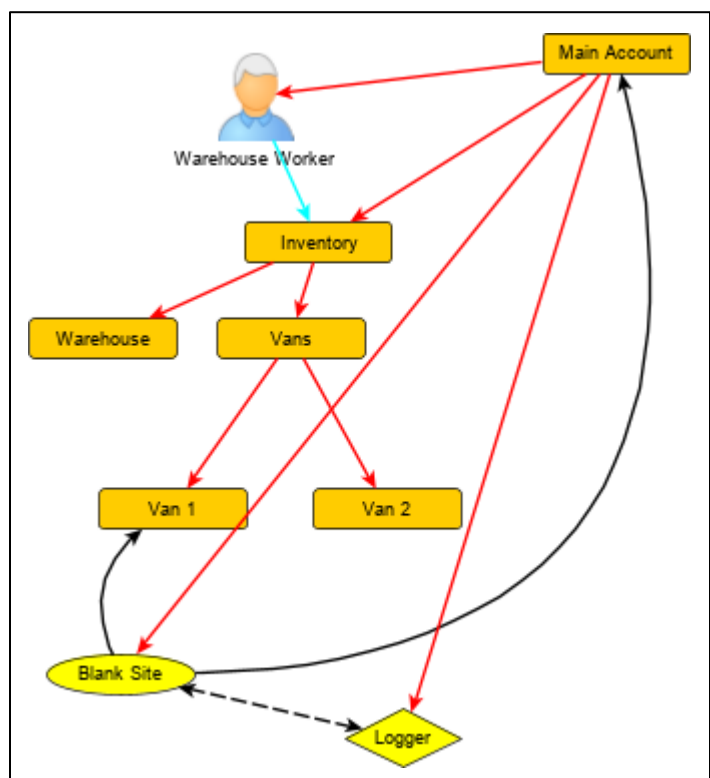 Main Account
Warehouse Worker
Inventory
Warehouse
Vans
Van 1
Van 2
Blank Site
Logger